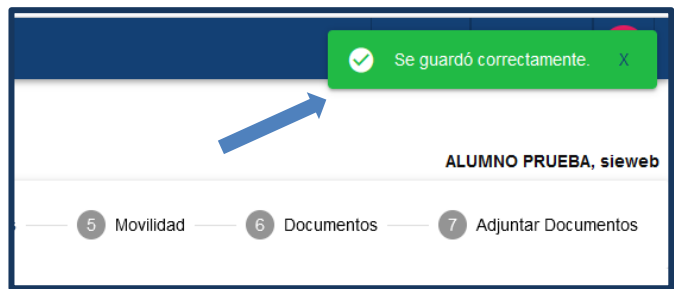 Se guardó correctamente. X
ALUMNO PRUEBA, sieweb
5 Movilidad 6 Documentos 7 Adjuntar Documentos